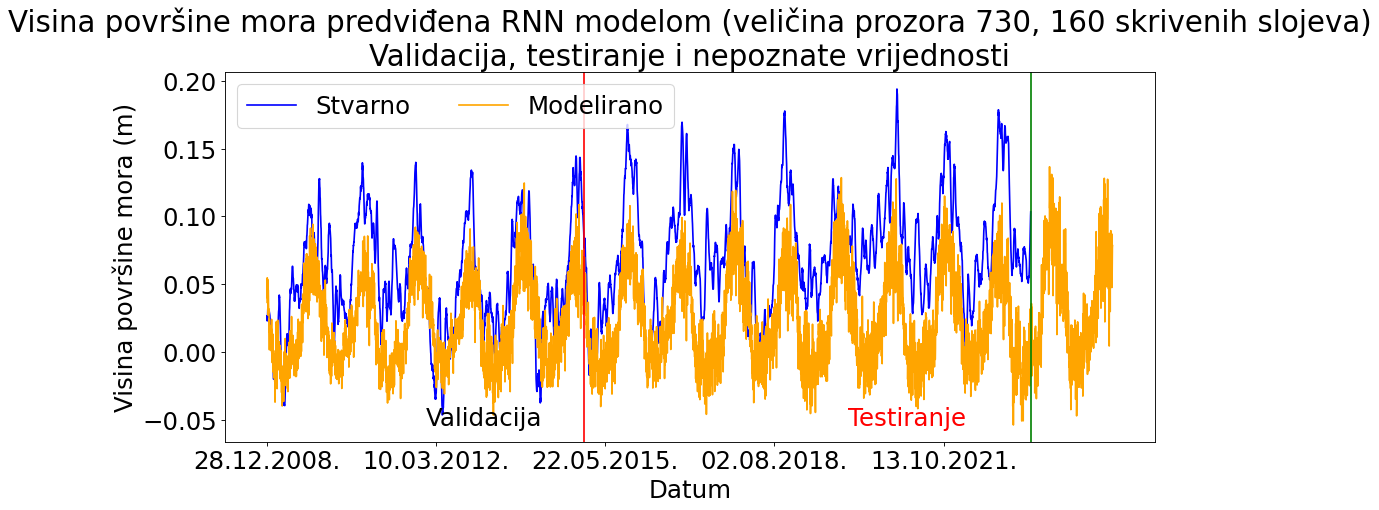 Visina površine mora predviđena RNN modelom (veličina prozora 730, 160 skrivenih slojeva)
Validacija, testiranje i nepoznate vrijednosti
Stvarno
Modelirano
Visina površine mora (m)
0.20
0.15
0.10
0.05
0.00
−0.05
Validacija
Testiranje
28.12.2008.
10.03.2012.
22.05.2015.
02.08.2018.
13.10.2021.
Datum